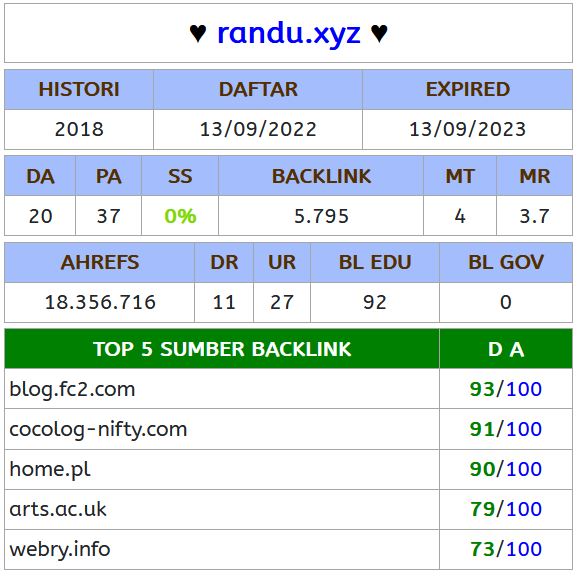 ♥ randu.xyz ♥
HISTORI DAFTAR EXPIRED
2018 13/09/2022 13/09/2023
DA PA SS BACKLINK MT MR
20 37 0% 5.795 4 3.7
AHREFS DR UR BL EDU BL GOV
18.356.716 11 27 92 0
TOP 5 SUMBER BACKLINK D A
blog.fc2.com 93/100
cocolog-nifty.com 91/100
home.pl 90/100
arts.ac.uk 79/100
webry.info 73/100